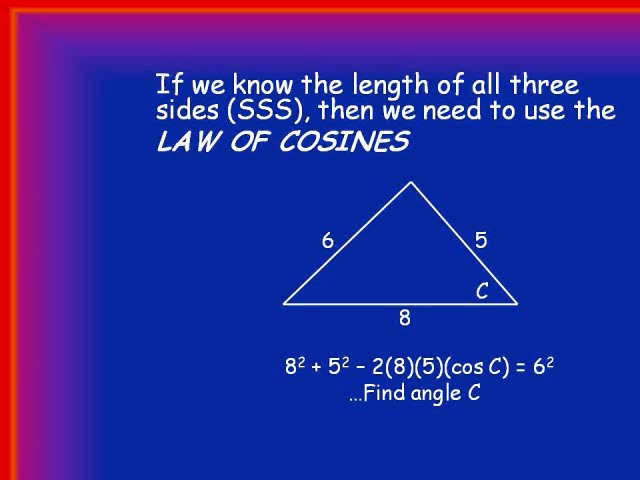 If we know the length of all three
sides (SSS), then we need to use the
LAW OF COSINES
6
5
C
8
8² + 5² – 2(8)(5)(cos C) = 6²
...Find angle C